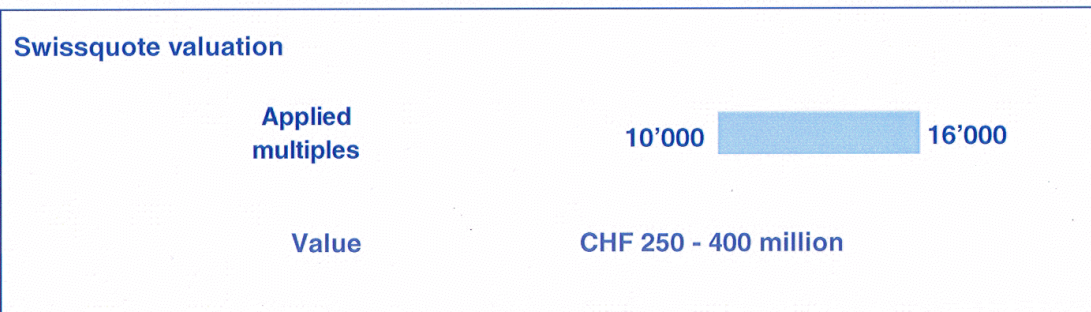 Swissquote valuation
Applied
multiples
10’000
16’000
Value
CHF 250 - 400 million